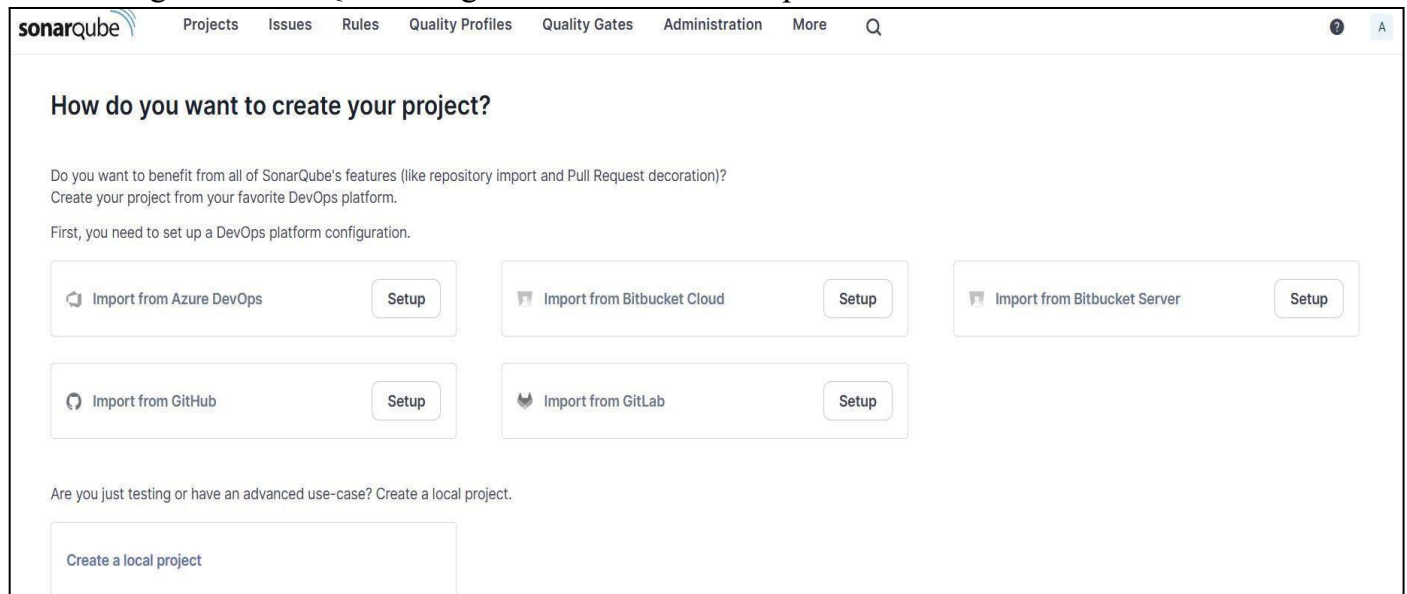 sonarqube Projects Issues Rules Quality Profiles Quality Gates Administration More ? A
How do you want to create your project?
Do you want to benefit from all of SonarQube's features (like repository import and Pull Request decoration)?
Create your project from your favorite DevOps platform.
First, you need to set up a DevOps platform configuration.
Import from Azure DevOps Setup Import from Bitbucket Cloud Setup Import from Bitbucket Server Setup
Import from GitHub Setup Import from GitLab Setup
Are you just testing or have an advanced use-case? Create a local project.
Create a local project